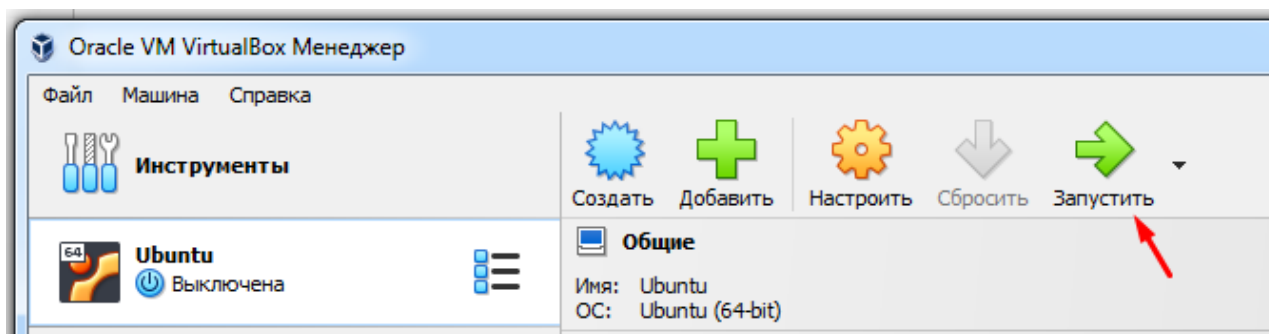 Oracle VM VirtualBox Менеджер
Файл Машина Справка
Инструменты
Создать Добавить Настроить Сбросить Запустить
64
Ubuntu
Выключена
Общие
Имя: Ubuntu
ОС: Ubuntu (64-bit)